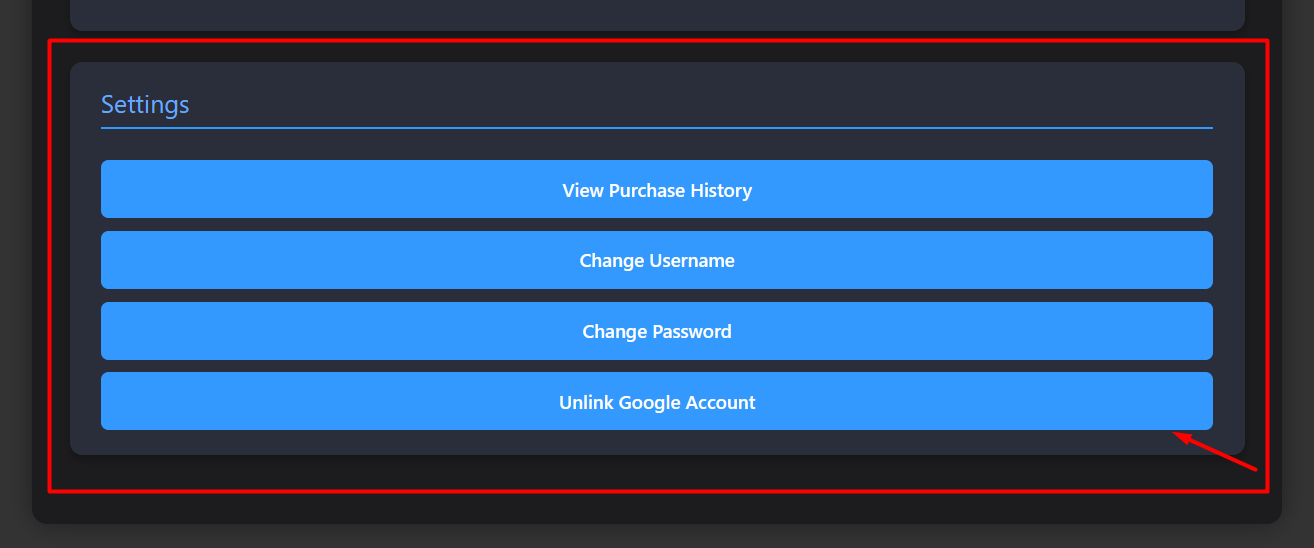 Settings
View Purchase History
Change Username
Change Password
Unlink Google Account